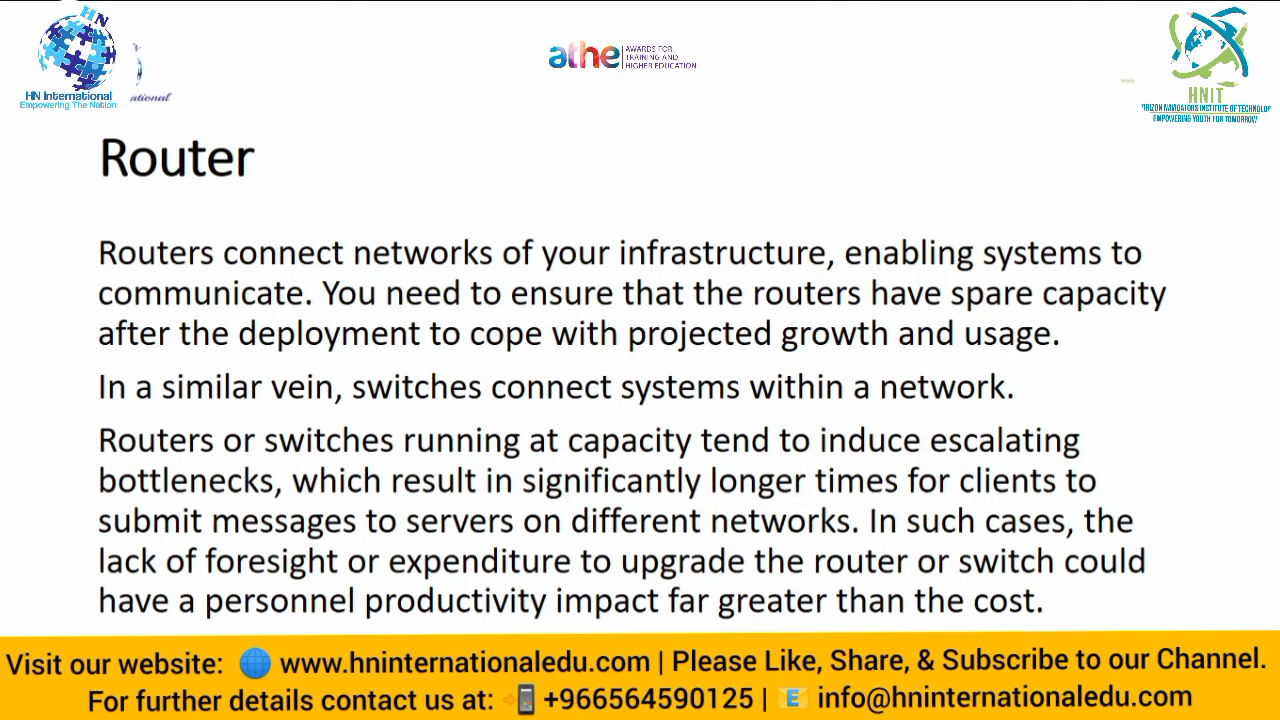 HN
HN International
Empowering The Nation
ational
athe
AWARDS FOR
TRAINING AND
HIGHER EDUCATION
HNIT
EMPOWERING YOUTH FOR TOMORROW
Router
Routers connect networks of your infrastructure, enabling systems to
communicate. You need to ensure that the routers have spare capacity
after the deployment to cope with projected growth and usage.
In a similar vein, switches connect systems within a network.
Routers or switches running at capacity tend to induce escalating
bottlenecks, which result in significantly longer times for clients to
submit messages to servers on different networks. In such cases, the
lack of foresight or expenditure to upgrade the router or switch could
have a personnel productivity impact far greater than the cost.
Visit our website: www.hninternationaledu.com | Please Like, Share, & Subscribe to our Channel.
For further details contact us at: +966564590125 | info@hninternationaledu.com